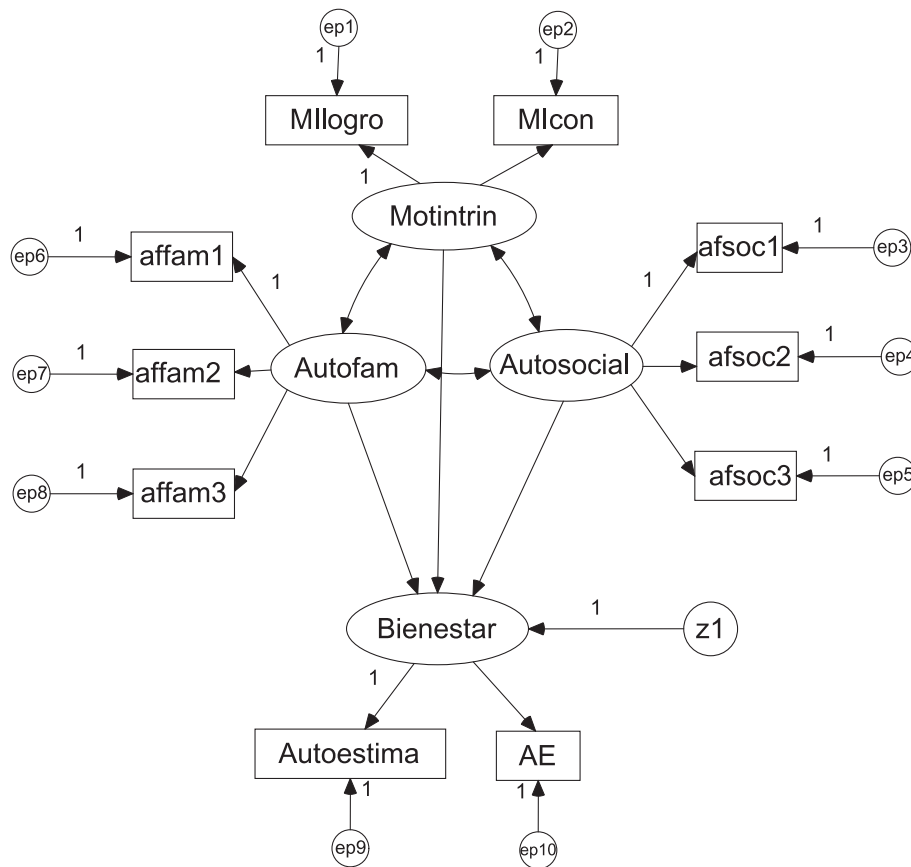 ep1
ep2
1
1
MIlogro
MIcon
1
Motintrin
1
1
ep6
affam1
1
1
afsoc1
ep3
1
1
ep7
affam2
Autofam
Autosocial
afsoc2
ep4
1
1
ep8
affam3
afsoc3
ep5
1
Bienestar
z1
1
Autoestima
AE
1
1
ep9
ep10